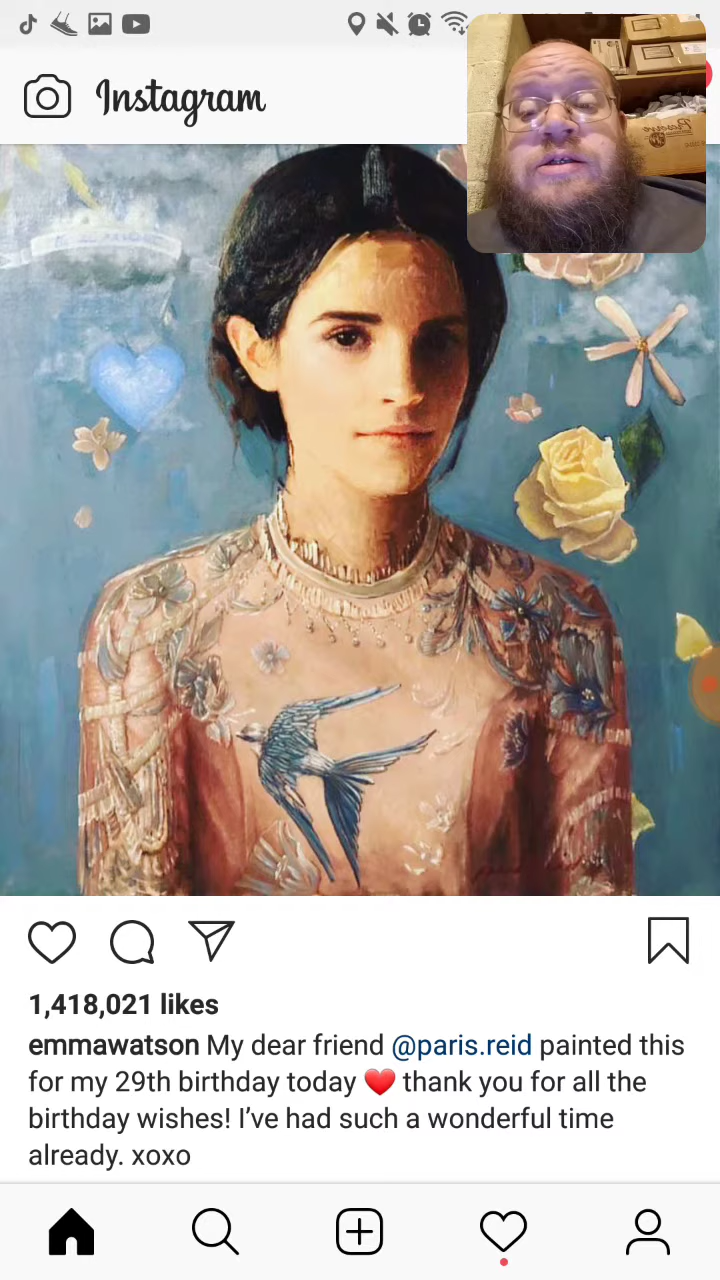 Instagram
1,418,021 likes
emmawatson My dear friend @paris.reid painted this
for my 29th birthday today ❤️ thank you for all the
birthday wishes! I’ve had such a wonderful time
already. xoxo